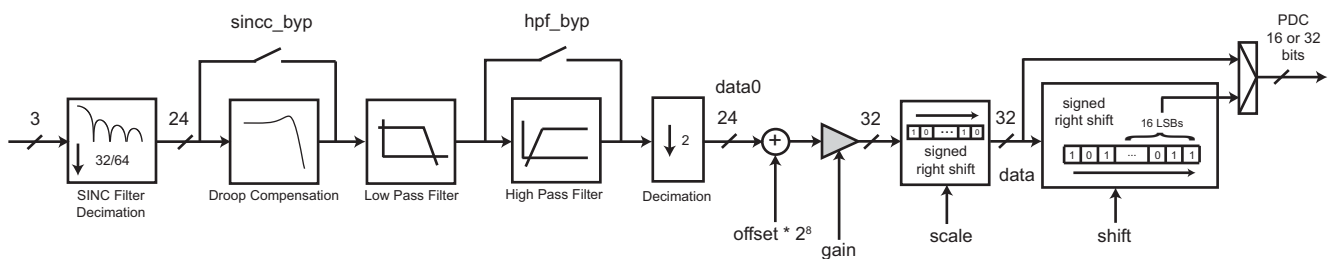 sincc_byp
hpf_byp
PDC
16 or 32
bits
3
24
data0
24
32
32
signed
right shift
16 LSBs
32/64
2
+
1 0 ···· 1 0
signed
right shift
data
1 0 1 ... 0 1 1
SINC Filter
Decimation
Droop Compensation
Low Pass Filter
High Pass Filter
Decimation
offset * 2⁸
gain
scale
shift